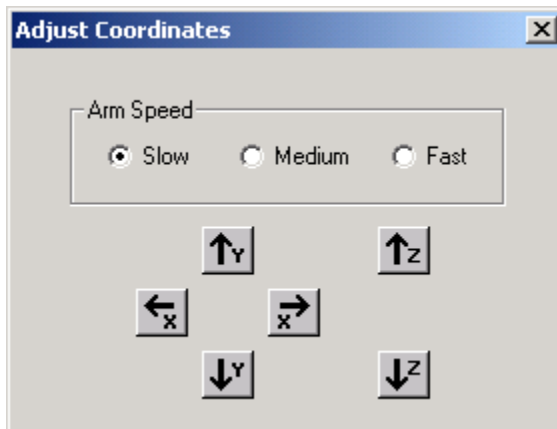 Adjust Coordinates
Arm Speed
Slow Medium Fast
Y Z
X X
Y Z